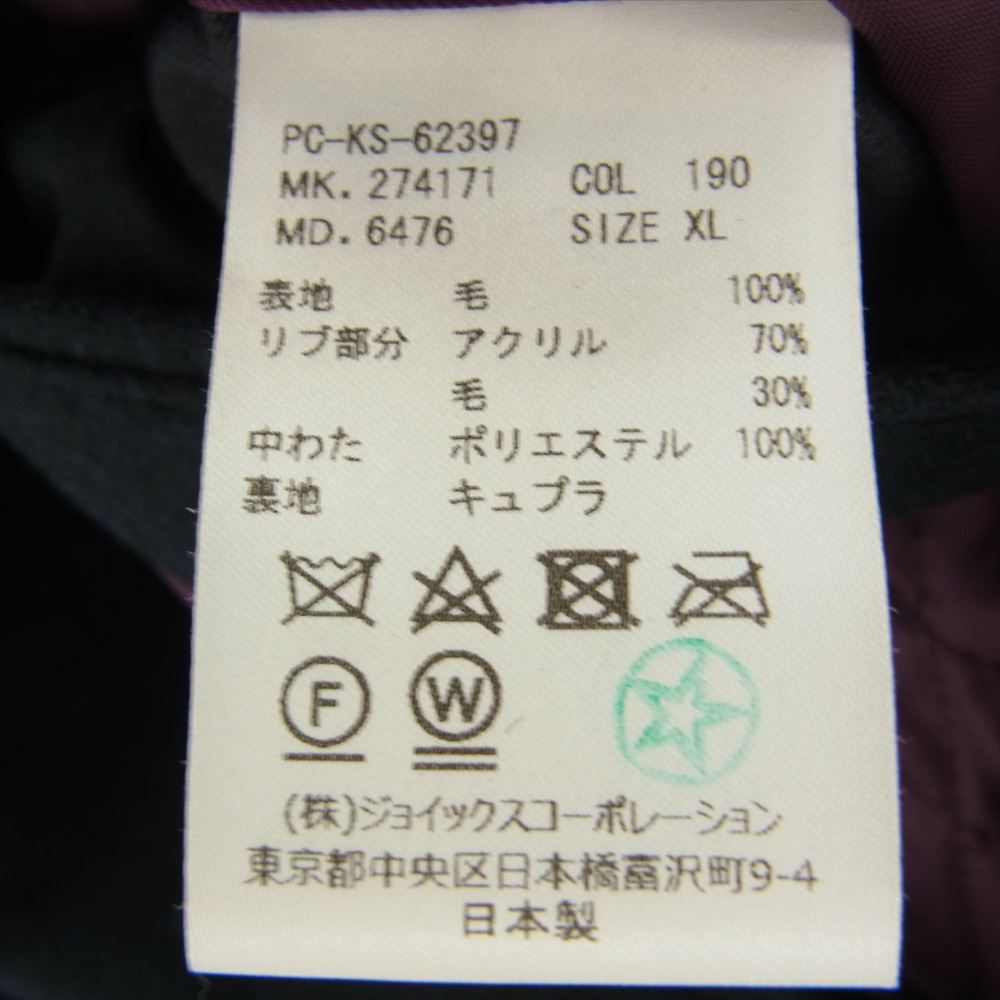 PC-KS-62397
MK. 274171 COL 190
MD. 6476 SIZE XL
表地 毛 100%
リブ部分 アクリル 70%
毛 30%
中わた ポリエステル 100%
裏地 キュプラ
F W
(株)ジョイックスコーポレーション
東京都中央区日本橋富沢町9-4
日本製